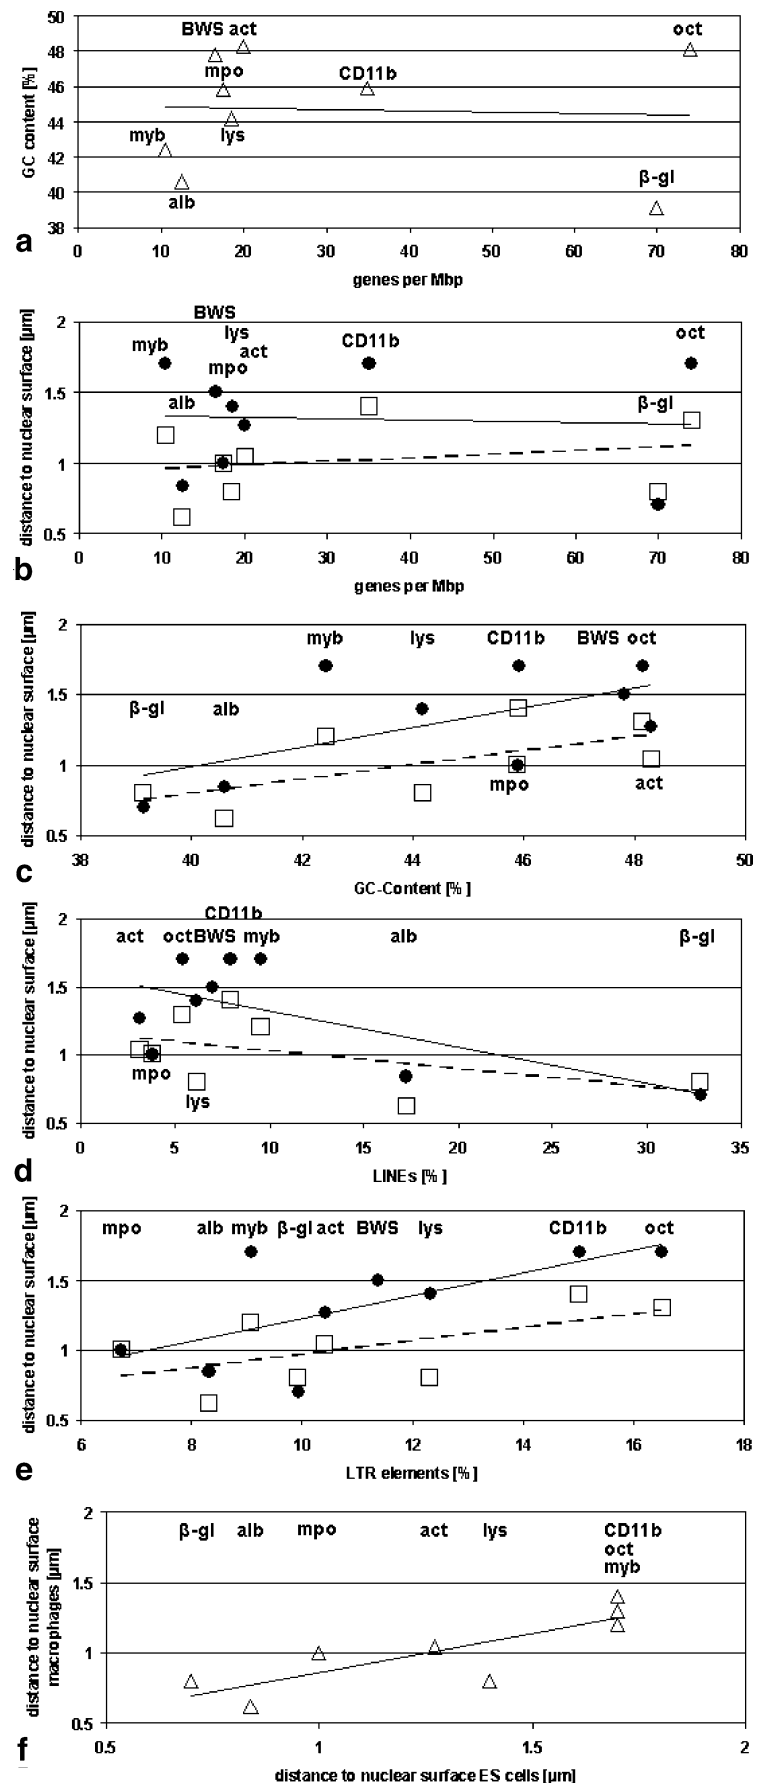 50
BWS act
oct
48
mpo
CD11b
46
GC content [%]
44
myb
lys
42
β-gl
40
alb
38
a
0 10 20 30 40 50 60 70 80
genes per Mbp
BWS
2
lys
oct
myb
CD11b
act
mpo
1.5
alb
β-gl
distance to nuclear surface [µm]
1
0.5
0 10 20 30 40 50 60 70 80
b
genes per Mbp
2
myb lys CD11b BWS oct
1.5
β-gl alb
distance to nuclear surface [µm]
1
mpo act
0.5
38 40 42 44 46 48 50
c
GC-Content [%]
CD11b
2
act oct BWS myb alb β-gl
1.5
distance to nuclear surface [µm]
1
mpo
lys
0.5
0 5 10 15 20 25 30 35
d
LINEs [%]
2
mpo alb myb β-gl act BWS lys CD11b oct
1.5
distance to nuclear surface [µm]
1
0.5
6 8 10 12 14 16 18
e
LTR elements [%]
2
β-gl alb mpo act lys CD11b
oct
myb
1.5
distance to nuclear surface
macrophages [µm]
1
0.5
0.5 1 1.5 2
f
distance to nuclear surface ES cells [µm]